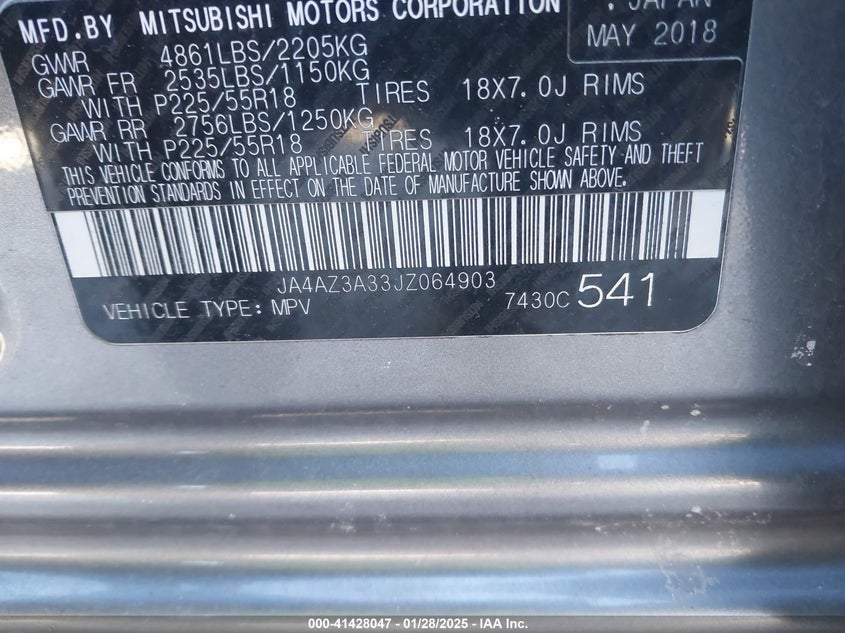 MFD.BY MITSUBISHI MOTORS CORPORATION
JAPAN
MAY 2018
GVWR 4861LBS/2205KG
GAWR FR 2535LBS/1150KG
WITH P225/55R18 TIRES 18X7.0J RIMS
GAWR RR 2756LBS/1250KG
WITH P225/55R18 TIRES 18X7.0J RIMS
THIS VEHICLE CONFORMS TO ALL APPLICABLE FEDERAL MOTOR VEHICLE SAFETY AND THEFT
PREVENTION STANDARDS IN EFFECT ON THE DATE OF MANUFACTURE SHOWN ABOVE.
JA4AZ3A33JZ064903
VEHICLE TYPE: MPV 7430C 541
000-41428047 | 01/28/2025 - IAA Inc.